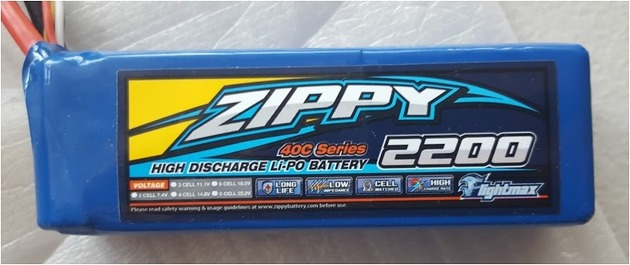 ZIPPY
40C Series
HIGH DISCHARGE LI-PO BATTERY
2200
VOLTAGE 3 CELL 11.1V 5 CELL 18.5V
2 CELL 7.4V 4 CELL 14.8V 6 CELL 22.2V
LONG LIFE
LOW IMPEDANCE
CELL MATCHED
HIGH CHARGE RATE
flightmax
Please read safety warning & usage guidelines at www.zippybattery.com before use.